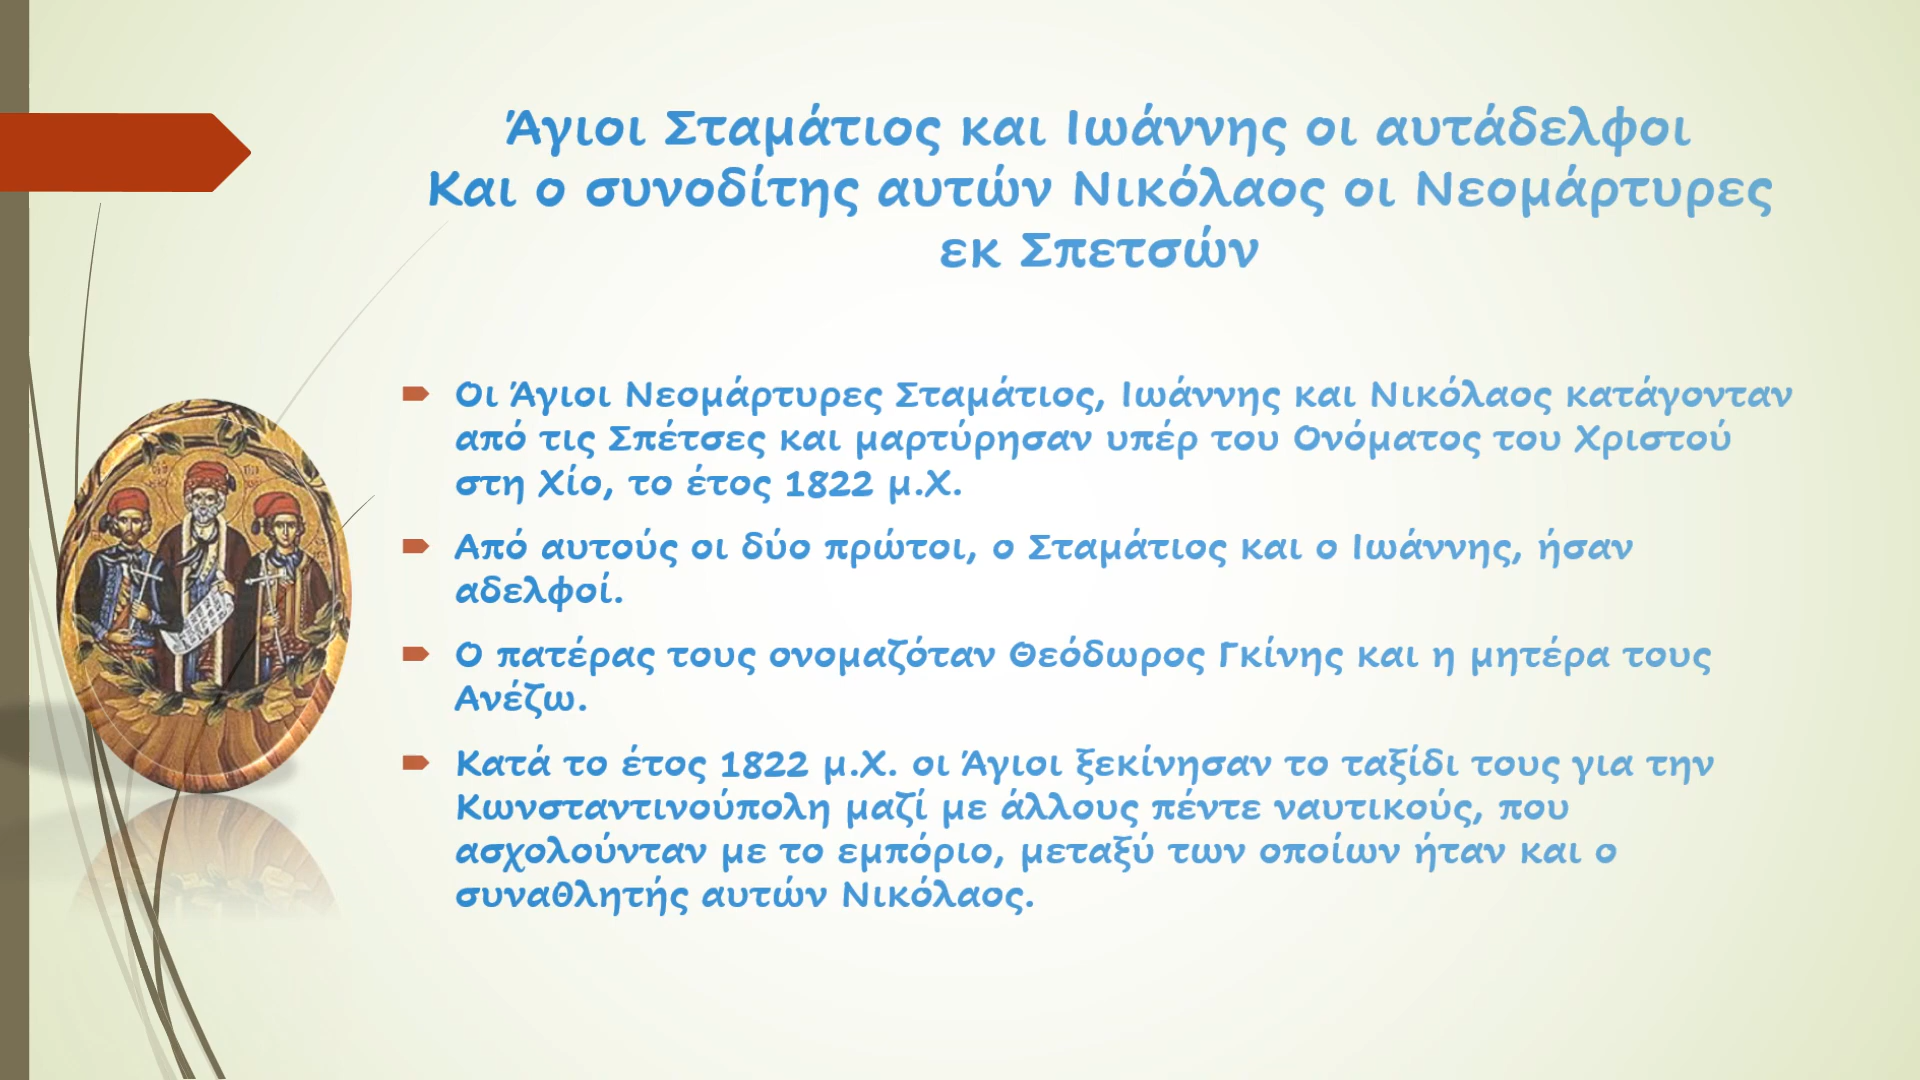 Άγιοι Σταμάτιος και Ιωάννης οι αυτάδελφοι
Και ο συνοδίτης αυτών Νικόλαος οι Νεομάρτυρες
εκ Σπετσών
Οι Άγιοι Νεομάρτυρες Σταμάτιος, Ιωάννης και Νικόλαος κατάγονταν
από τις Σπέτσες και μαρτύρησαν υπέρ του Ονόματος του Χριστού
στη Χίο, το έτος 1822 μ.Χ.
Από αυτούς οι δύο πρώτοι, ο Σταμάτιος και ο Ιωάννης, ήσαν
αδελφοί.
Ο πατέρας τους ονομαζόταν Θεόδωρος Γκίνης και η μητέρα τους
Ανέζω.
Κατά το έτος 1822 μ.Χ. οι Άγιοι ξεκίνησαν το ταξίδι τους για την
Κωνσταντινούπολη μαζί με άλλους πέντε ναυτικούς, που
ασχολούνταν με το εμπόριο, μεταξύ των οποίων ήταν και ο
συναθλητής αυτών Νικόλαος.